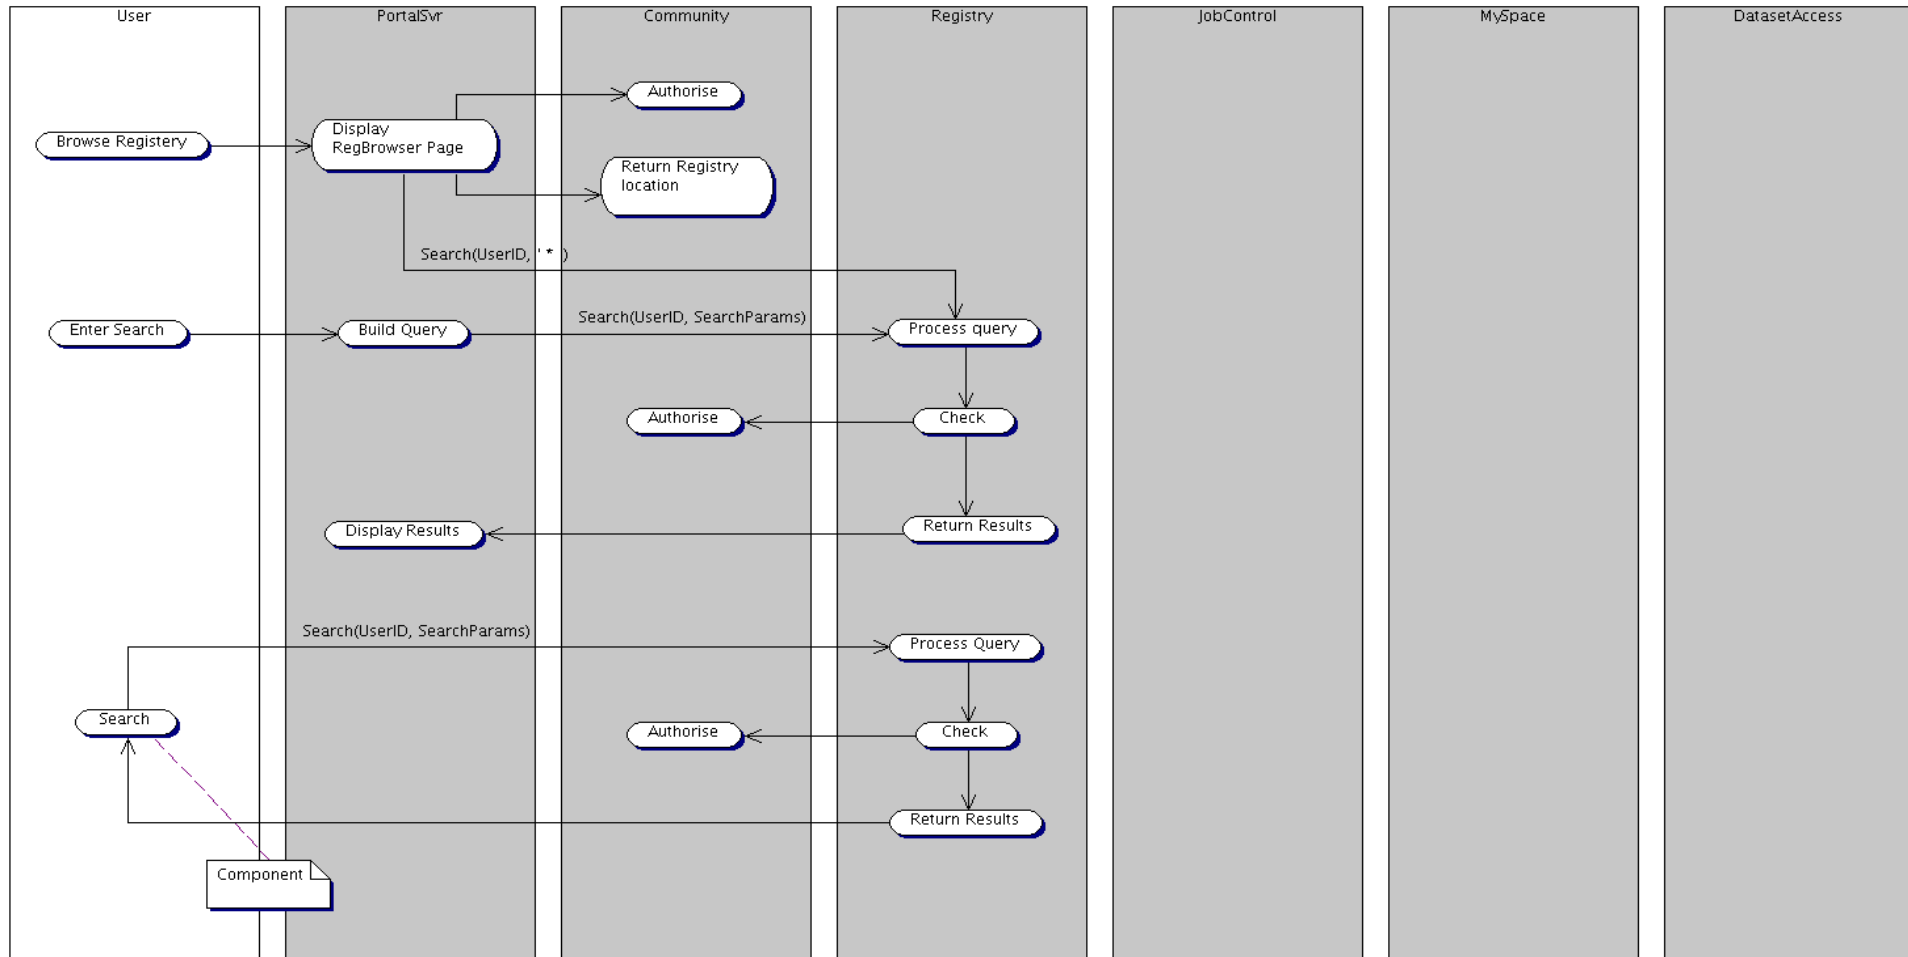 User
PortalSvr
Community
Registry
JobControl
MySpace
DatasetAccess
Authorise
Browse Registery
Display
RegBrowser Page
Return Registry
location
Search(UserID, '* )
Enter Search
Build Query
Search(UserID, SearchParams)
Process query
Authorise
Check
Display Results
Return Results
Search(UserID, SearchParams)
Process Query
Search
Authorise
Check
Return Results
Component